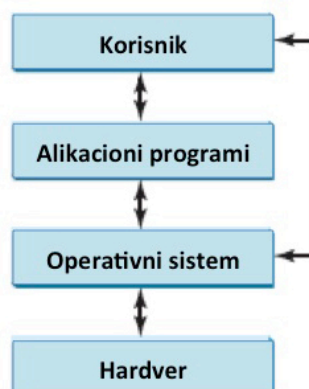 Korisnik
Alikacioni programi
Operativni sistem
Hardver